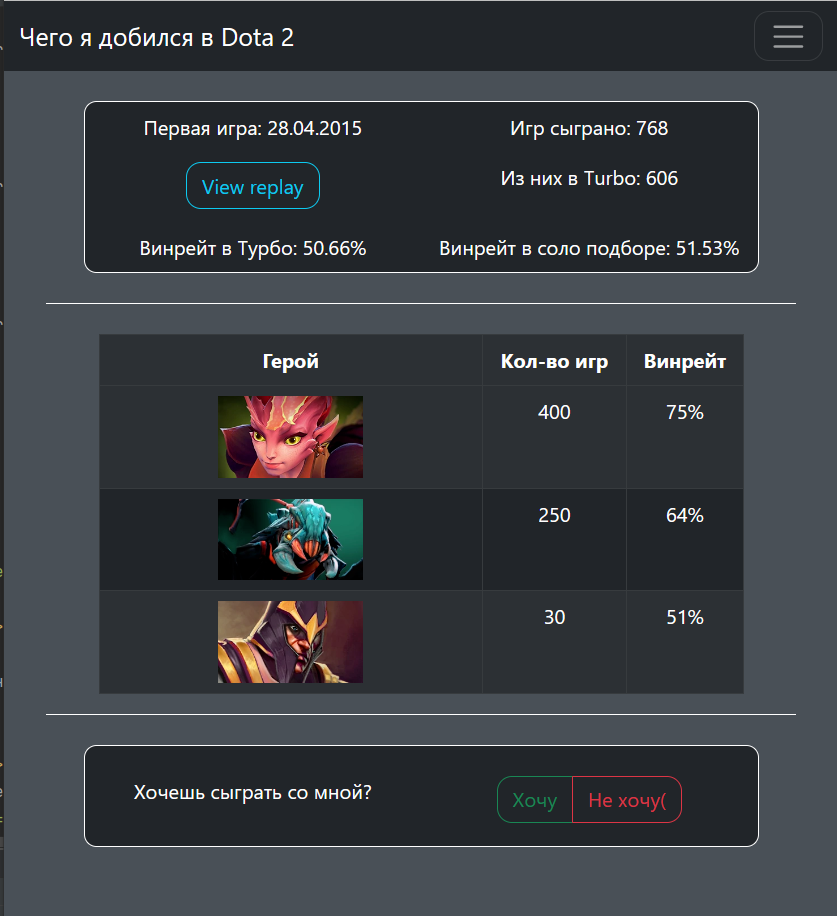 Чего я добился в Dota 2
Первая игра: 28.04.2015
Игр сыграно: 768
View replay
Из них в Turbo: 606
Винрейт в Турбо: 50.66%
Винрейт в соло подборе: 51.53%
Герой Кол-во игр Винрейт
400 75%
250 64%
30 51%
Хочешь сыграть со мной?
Хочу Не хочу(